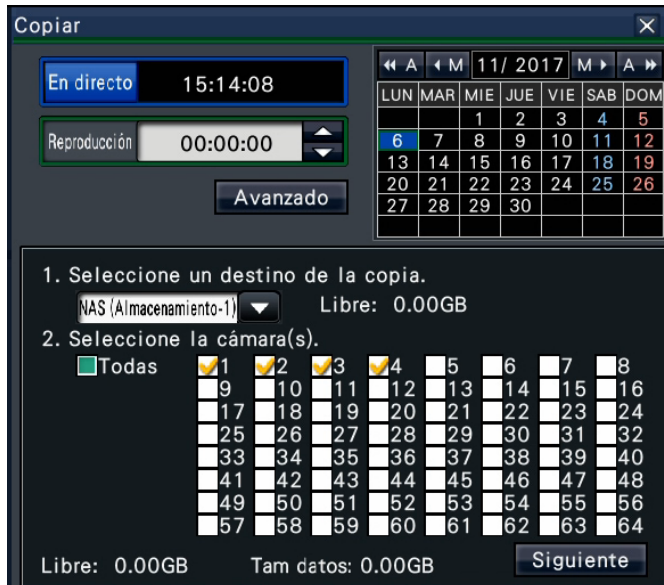 Copiar
En directo 15:14:08
Reproducción 00:00:00
Avanzado
A M 11/ 2017 M A
LUN MAR MIE JUE VIE SAB DOM
1 2 3 4 5
6 7 8 9 10 11 12
13 14 15 16 17 18 19
20 21 22 23 24 25 26
27 28 29 30
1. Seleccione un destino de la copia.
NAS (Almacenamiento-1) Libre: 0.00GB
2. Seleccione la cámara(s).
Todas 1 2 3 4 5 6 7 8
9 10 11 12 13 14 15 16
17 18 19 20 21 22 23 24
25 26 27 28 29 30 31 32
33 34 35 36 37 38 39 40
41 42 43 44 45 46 47 48
49 50 51 52 53 54 55 56
57 58 59 60 61 62 63 64
Libre: 0.00GB Tam datos: 0.00GB Siguiente